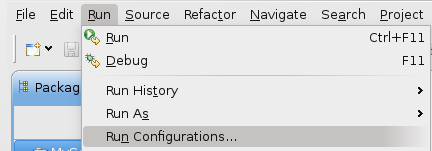 File Edit Run Source Refactor Navigate Search Project
Run Ctrl+F11
Debug F11
Packag
Run History
Run As
Run Configurations...